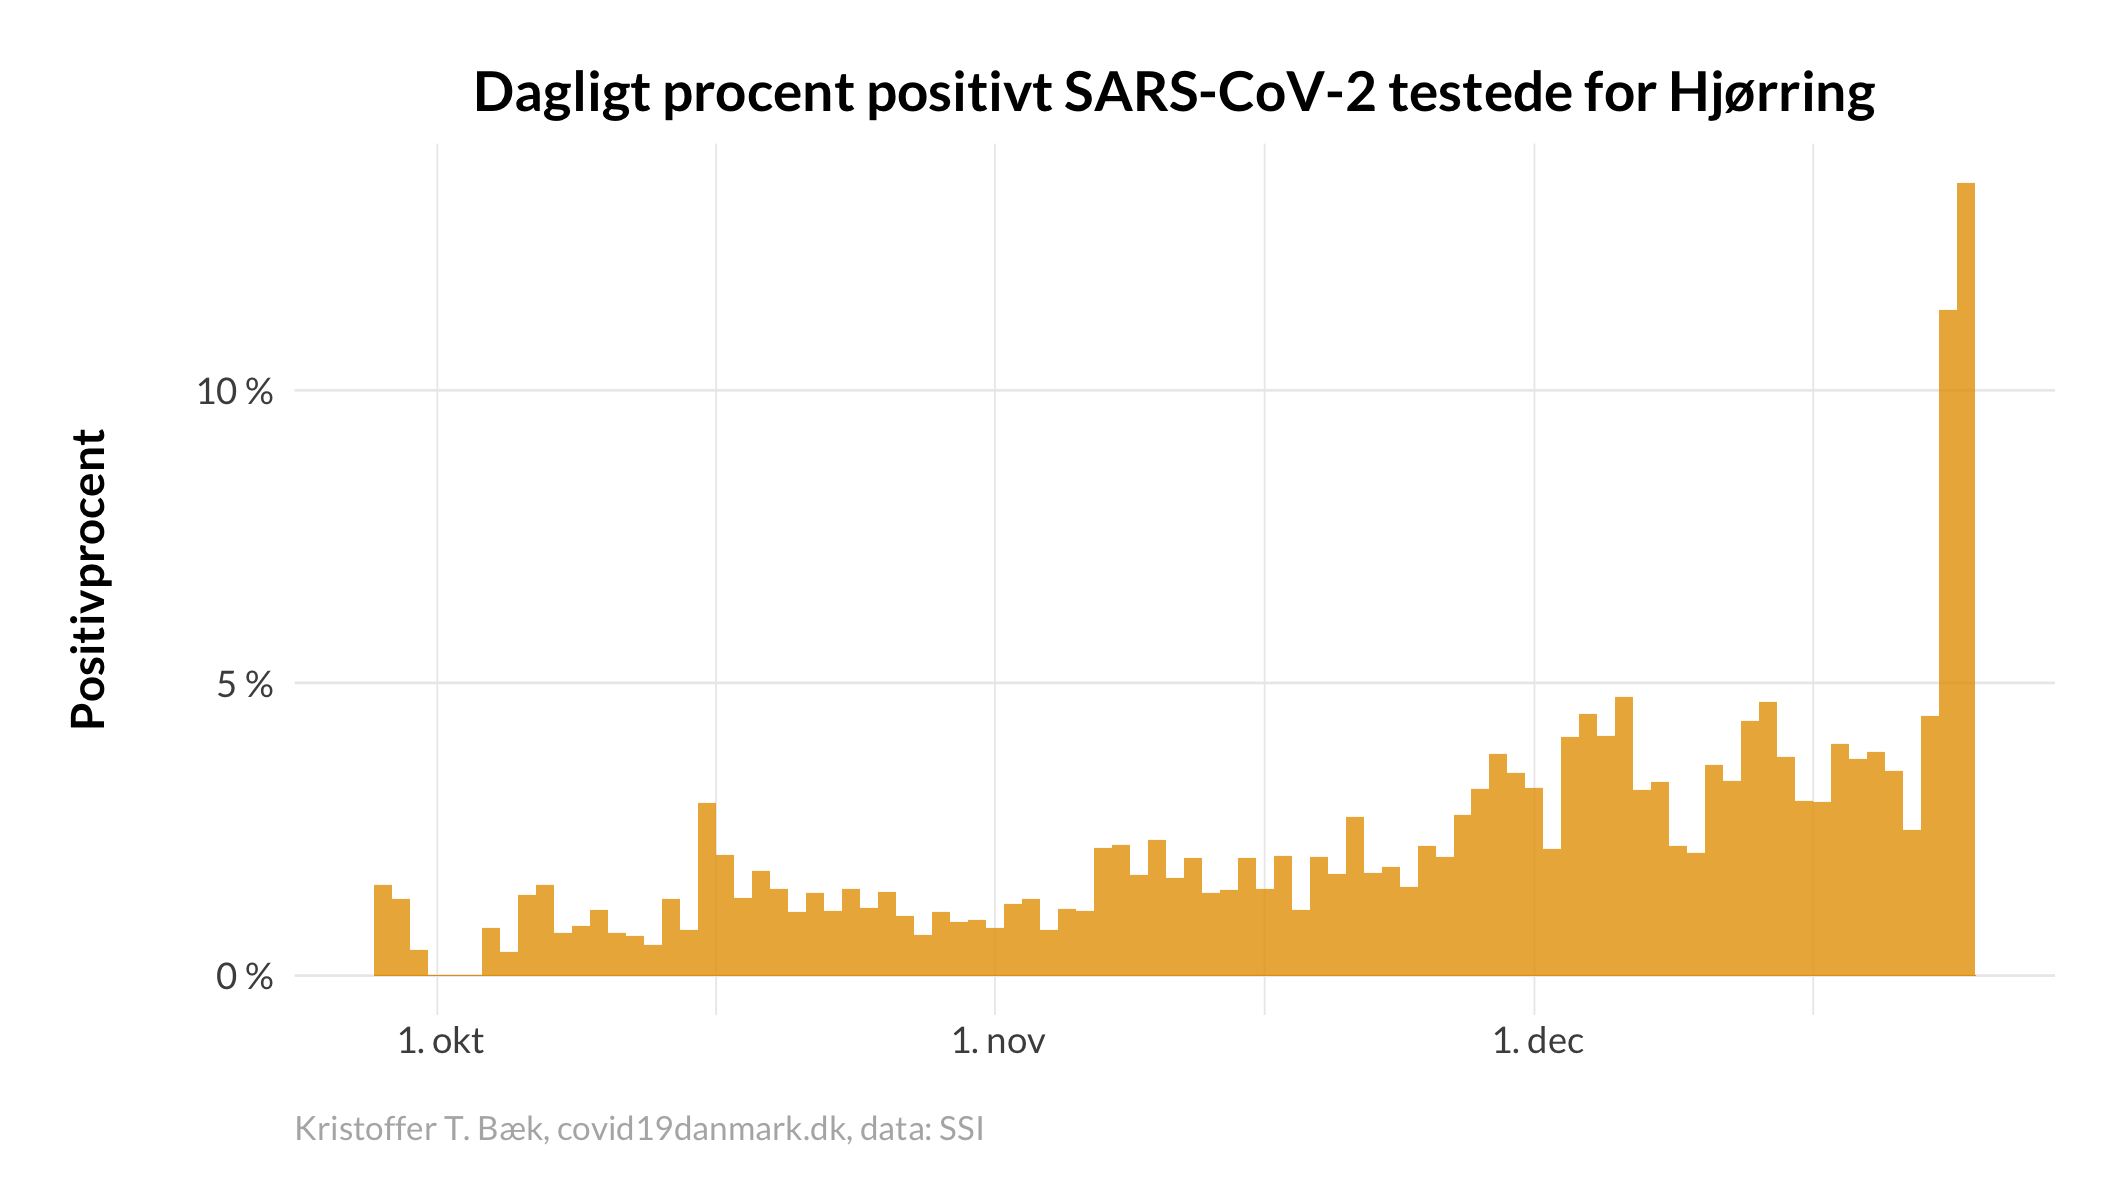 Dagligt procent positivt SARS-CoV-2 testede for Hjørring
Positivprocent
10 %
5 %
0 %
1. okt
1. nov
1. dec
Kristoffer T. Bæk, covid19danmark.dk, data: SSI